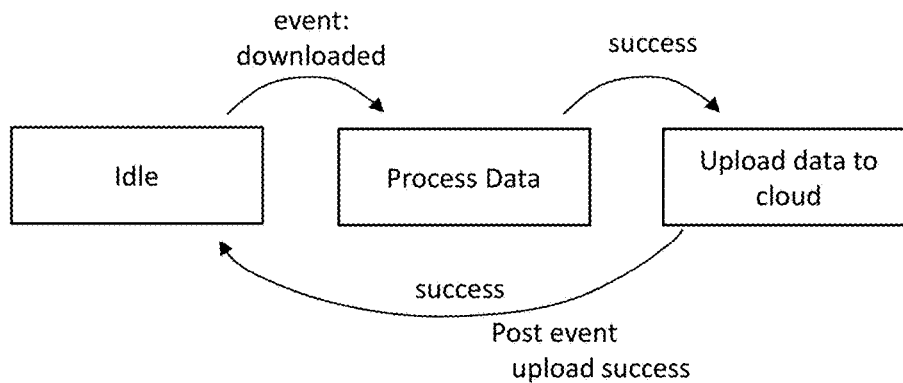 event:
downloaded
success
Idle
Process Data
Upload data to
cloud
success
Post event
upload success